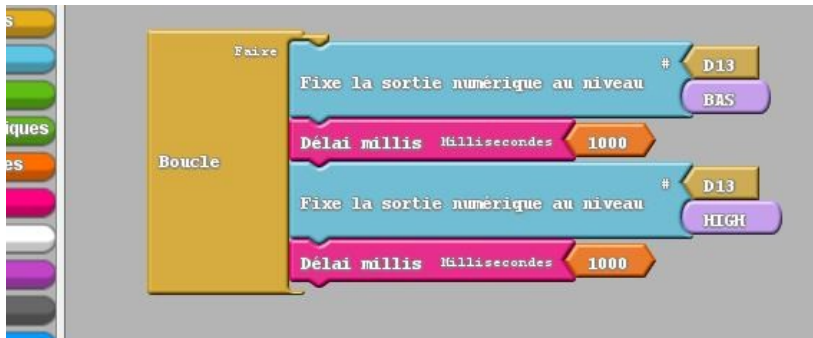 s
iques
es
Faire
Boucle
Fixe la sortie numérique au niveau # D13
BAS
Délai millis Millisecondes 1000
Fixe la sortie numérique au niveau # D13
HIGH
Délai millis Millisecondes 1000